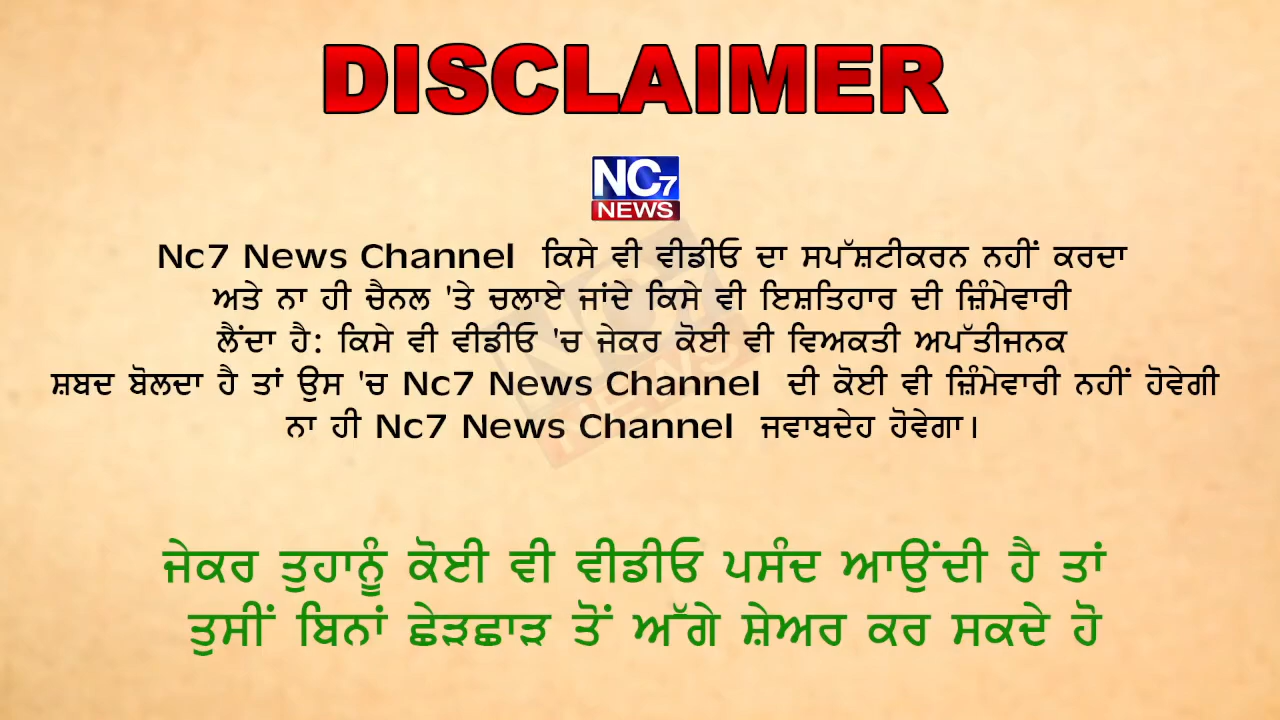 DISCLAIMER
NC7
NEWS
Nc7 News Channel ਕਿਸੇ ਵੀ ਵੀਡੀਓ ਦਾ ਸਪੱਸ਼ਟੀਕਰਨ ਨਹੀਂ ਕਰਦਾ
ਅਤੇ ਨਾ ਹੀ ਚੈਨਲ 'ਤੇ ਚਲਾਏ ਜਾਂਦੇ ਕਿਸੇ ਵੀ ਇਸ਼ਤਿਹਾਰ ਦੀ ਜ਼ਿੰਮੇਵਾਰੀ
ਲੈਂਦਾ ਹੈ: ਕਿਸੇ ਵੀ ਵੀਡੀਓ 'ਚ ਜੇਕਰ ਕੋਈ ਵੀ ਵਿਅਕਤੀ ਅਪੱਤੀਜਨਕ
ਸ਼ਬਦ ਬੋਲਦਾ ਹੈ ਤਾਂ ਉਸ 'ਚ Nc7 News Channel ਦੀ ਕੋਈ ਵੀ ਜ਼ਿੰਮੇਵਾਰੀ ਨਹੀਂ ਹੋਵੇਗੀ
ਨਾ ਹੀ Nc7 News Channel ਜਵਾਬਦੇਹ ਹੋਵੇਗਾ।
ਜੇਕਰ ਤੁਹਾਨੂੰ ਕੋਈ ਵੀ ਵੀਡੀਓ ਪਸੰਦ ਆਉਂਦੀ ਹੈ ਤਾਂ
ਤੁਸੀਂ ਬਿਨਾਂ ਛੇੜਛਾੜ ਤੋਂ ਅੱਗੇ ਸ਼ੇਅਰ ਕਰ ਸਕਦੇ ਹੋ